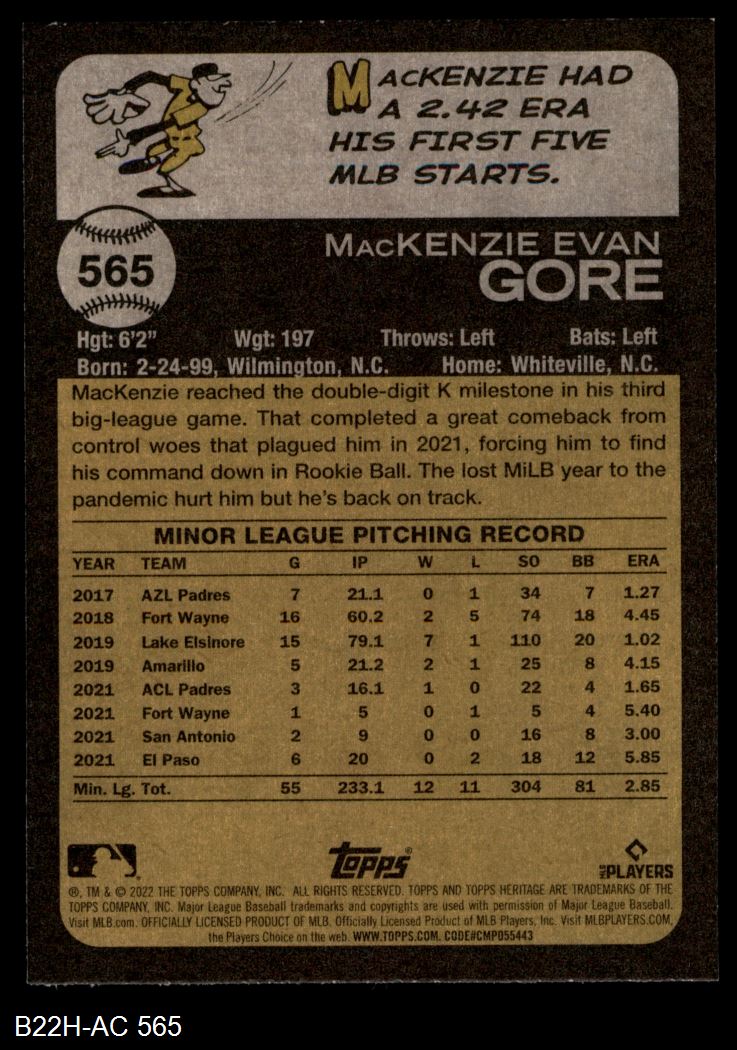 MACKENZIE HAD
A 2.42 ERA
HIS FIRST FIVE
MLB STARTS.
565
MACKENZIE EVAN
GORE
Hgt: 6'2" Wgt: 197 Throws: Left Bats: Left
Born: 2-24-99, Wilmington, N.C. Home: Whiteville, N.C.
MacKenzie reached the double-digit K milestone in his third
big-league game. That completed a great comeback from
control woes that plagued him in 2021, forcing him to find
his command down in Rookie Ball. The lost MiLB year to the
pandemic hurt him but he's back on track.
MINOR LEAGUE PITCHING RECORD
YEAR TEAM G IP W L SO BB ERA
2017 AZL Padres 7 21.1 0 1 34 7 1.27
2018 Fort Wayne 16 60.2 2 5 74 18 4.45
2019 Lake Elsinore 15 79.1 7 1 110 20 1.02
2019 Amarillo 5 21.2 2 1 25 8 4.15
2021 ACL Padres 3 16.1 1 0 22 4 1.65
2021 Fort Wayne 1 5 0 1 5 4 5.40
2021 San Antonio 2 9 0 0 16 8 3.00
2021 El Paso 6 20 0 2 18 12 5.85
Min. Lg. Tot. 55 233.1 12 11 304 81 2.85
Topps® MLB PLAYERS
®, TM & © 2022 THE TOPPS COMPANY, INC. ALL RIGHTS RESERVED. TOPPS AND TOPPS HERITAGE ARE TRADEMARKS OF THE
TOPPS COMPANY, INC. Major League Baseball trademarks and copyrights are used with permission of Major League Baseball.
Visit MLB.com. OFFICIALLY LICENSED PRODUCT OF MLB. Officially Licensed Product of MLB Players, Inc. Visit MLBPLAYERS.COM,
the Players Choice on the web. WWW.TOPPS.COM. CODE#CMP055443
B22H-AC 565